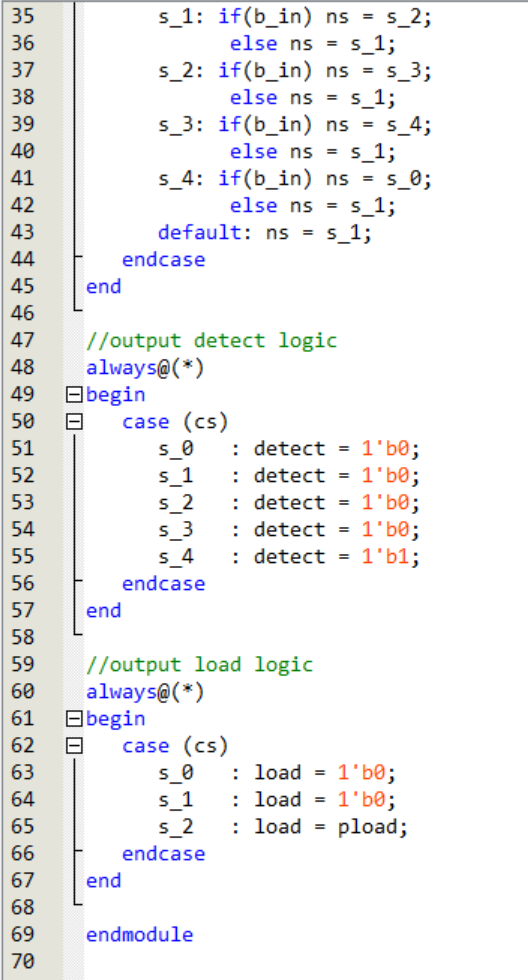 35 s_1: if(b_in) ns = s_2;
36 else ns = s_1;
37 s_2: if(b_in) ns = s_3;
38 else ns = s_1;
39 s_3: if(b_in) ns = s_4;
40 else ns = s_1;
41 s_4: if(b_in) ns = s_0;
42 else ns = s_1;
43 default: ns = s_1;
44 endcase
45 end
46
47 //output detect logic
48 always@(*)
49 begin
50 case (cs)
51 s_0 : detect = 1'b0;
52 s_1 : detect = 1'b0;
53 s_2 : detect = 1'b0;
54 s_3 : detect = 1'b0;
55 s_4 : detect = 1'b1;
56 endcase
57 end
58
59 //output load logic
60 always@(*)
61 begin
62 case (cs)
63 s_0 : load = 1'b0;
64 s_1 : load = 1'b0;
65 s_2 : load = pload;
66 endcase
67 end
68
69 endmodule
70